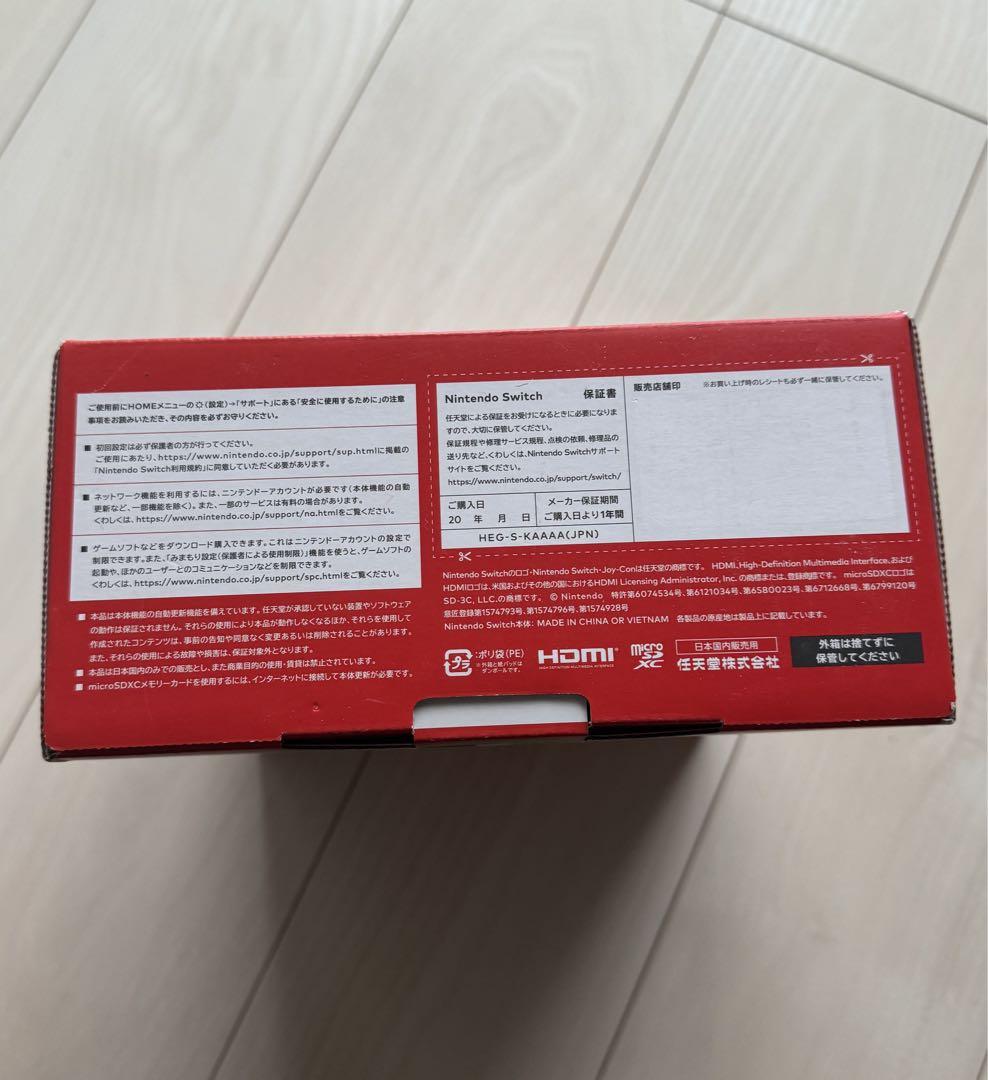 ご使用前にHOMEメニューの(設定)→「サポート」にある「安全に使用するために」の注意
事項をお読みいただき、その内容を必ずお守りください。
■ 初回設定は必ず保護者の方が行ってください。
ご使用にあたり、https://www.nintendo.co.jp/support/sup.htmlに掲載の
『Nintendo Switch利用規約』に同意していただく必要があります。
■ ネットワーク機能を利用するには、ニンテンドーアカウントが必要です(本体機能の自動
更新など、一部機能を除く)。また、一部のサービスは有料の場合があります。
くわしくは、https://www.nintendo.co.jp/support/na.htmlをご覧ください。
■ ゲームソフトなどをダウンロード購入できます。これはニンテンドーアカウントの設定で
制限できます。また、「みまもり設定(保護者による使用制限)」機能を使うと、ゲームソフトの
起動や、ほかのユーザーとのコミュニケーションなどを制限できます。
くわしくは、https://www.nintendo.co.jp/support/spc.htmlをご覧ください。
■ 本品は本体機能の自動更新機能を備えています。任天堂が承認していない装置やソフトウェア
の動作は保証されません。それらの使用により本品が動作しなくなるほか、それらを使用して
作成されたコンテンツは、事前の告知や同意なく変更あるいは削除されることがあります。
また、それらの使用による故障や損害は、保証対象外となります。
■ 本品は日本国内のみでの販売とし、また商業目的の使用・賃貸は禁止されています。
■ microSDXCメモリーカードを使用するには、インターネットに接続して本体更新が必要です。
Nintendo Switch 保証書
任天堂による保証をお受けになるときに必要になりま
すので、大切に保管してください。
保証規程や修理サービス規程、点検の依頼、修理品の
送り先など、くわしくは、Nintendo Switchサポート
サイトをご覧ください。
https://www.nintendo.co.jp/support/switch/
ご購入日
20 年 月 日
メーカー保証期間
ご購入日より1年間
HEG-S-KAAAA(JPN)
販売店舗印 ※お買い上げ時のレシートも必ず一緒に保管してください。
Nintendo Switchのロゴ・Nintendo Switch・Joy-Conは任天堂の商標です。 HDMI、High-Definition Multimedia Interface、および
HDMIロゴは、米国およびその他の国におけるHDMI Licensing Administrator, Inc. の商標または、登録商標です。 microSDXCロゴは
SD-3C, LLC.の商標です。 © Nintendo 特許第6074534号、第6121034号、第6580023号、第6712668号、第6799120号
意匠登録第1574793号、第1574796号、第1574928号
Nintendo Switch本体: MADE IN CHINA OR VIETNAM 各製品の原産地は製品上に記載しています。
プラ :ポリ袋(PE)
※外箱と紙パッドは
ダンボールです。
HDMI
HIGH-DEFINITION MULTIMEDIA INTERFACE
micro
SD
XC
日本国内販売用
任天堂株式会社
外箱は捨てずに
保管してください